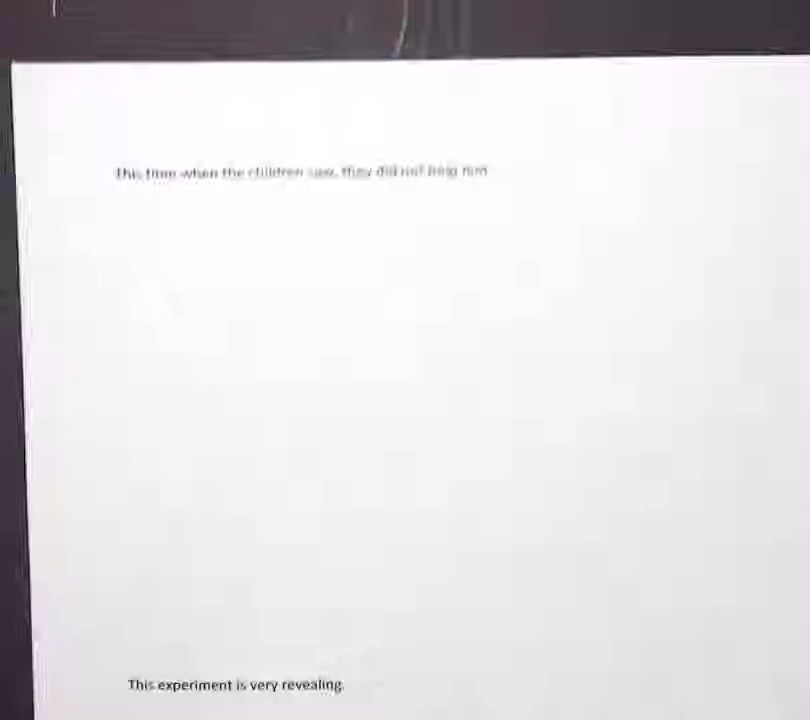 This time when the children saw, they did not help him
This experiment is very revealing.